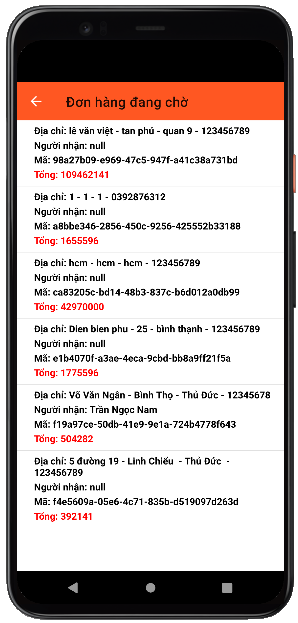 Đơn hàng đang chờ
Địa chỉ: lê văn việt - tan phú - quan 9 - 123456789
Người nhận: null
Mã: 98a27b09-e969-47c5-947f-a41c38a731bd
Tổng: 109462141
Địa chỉ: 1 - 1 - 1 - 0392876312
Người nhận: null
Mã: a8bbe346-2856-450c-9256-425552b33188
Tổng: 1655596
Địa chỉ: hcm - hcm - hcm - 123456789
Người nhận: null
Mã: ca83205c-bd14-48b3-837c-b6d012a0db99
Tổng: 42970000
Địa chỉ: Dien bien phu - 25 - bình thạnh - 123456789
Người nhận: null
Mã: e1b4070f-a3ae-4eca-9cbd-bb8a9ff21f5a
Tổng: 1775596
Địa chỉ: Võ Văn Ngân - Bình Thọ - Thủ Đức - 12345678
Người nhận: Trần Ngọc Nam
Mã: f19a97ce-50db-41e9-9e1a-724b4778f643
Tổng: 504282
Địa chỉ: 5 đường 19 - Linh Chiểu - Thủ Đức -
123456789
Người nhận: null
Mã: f4e5609a-05e6-4c71-835b-d519097d263d
Tổng: 392141